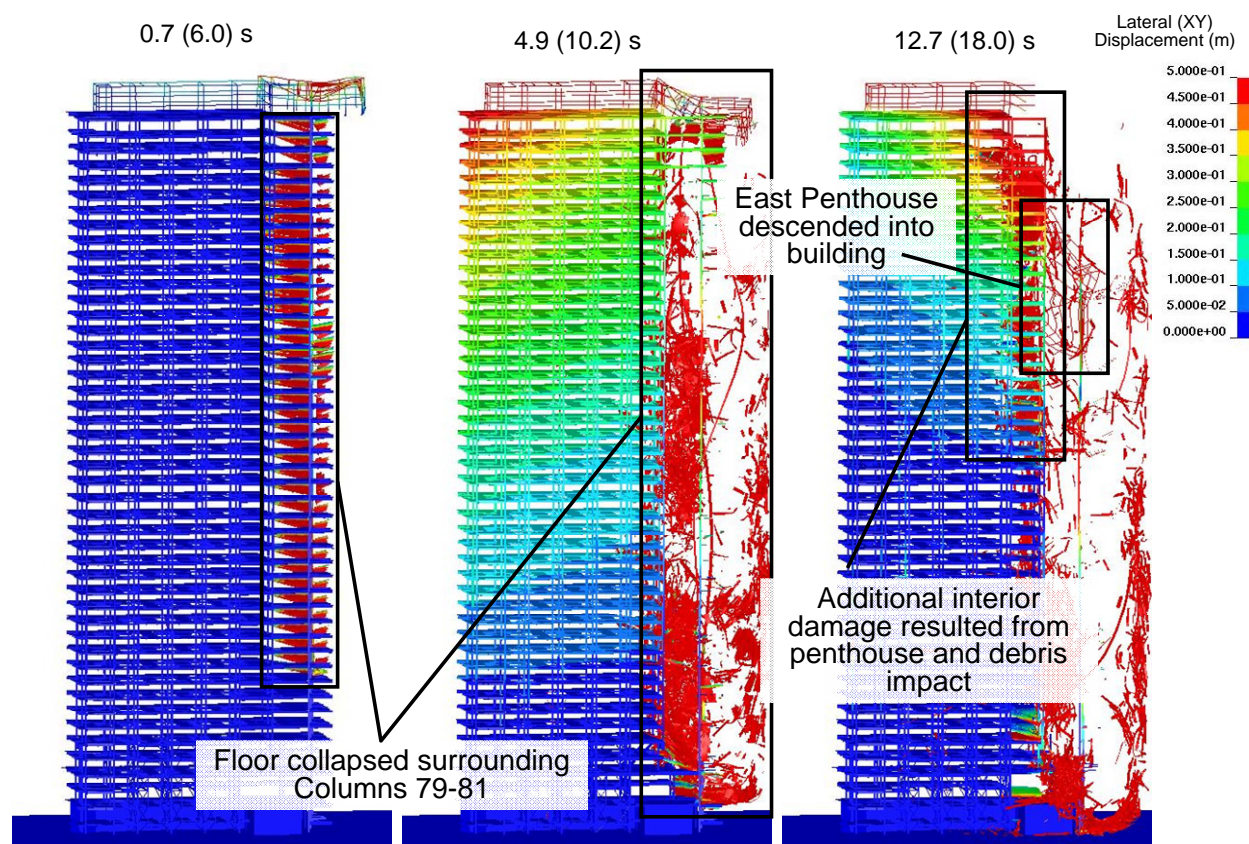 0.7 (6.0) s
4.9 (10.2) s
12.7 (18.0) s
Lateral (XY)
Displacement (m)
5.000e-01
4.500e-01
4.000e-01
3.500e-01
3.000e-01
2.500e-01
2.000e-01
1.500e-01
1.000e-01
5.000e-02
0.000e+00
East Penthouse
descended into
building
Additional interior
damage resulted from
penthouse and debris
impact
Floor collapsed surrounding
Columns 79-81